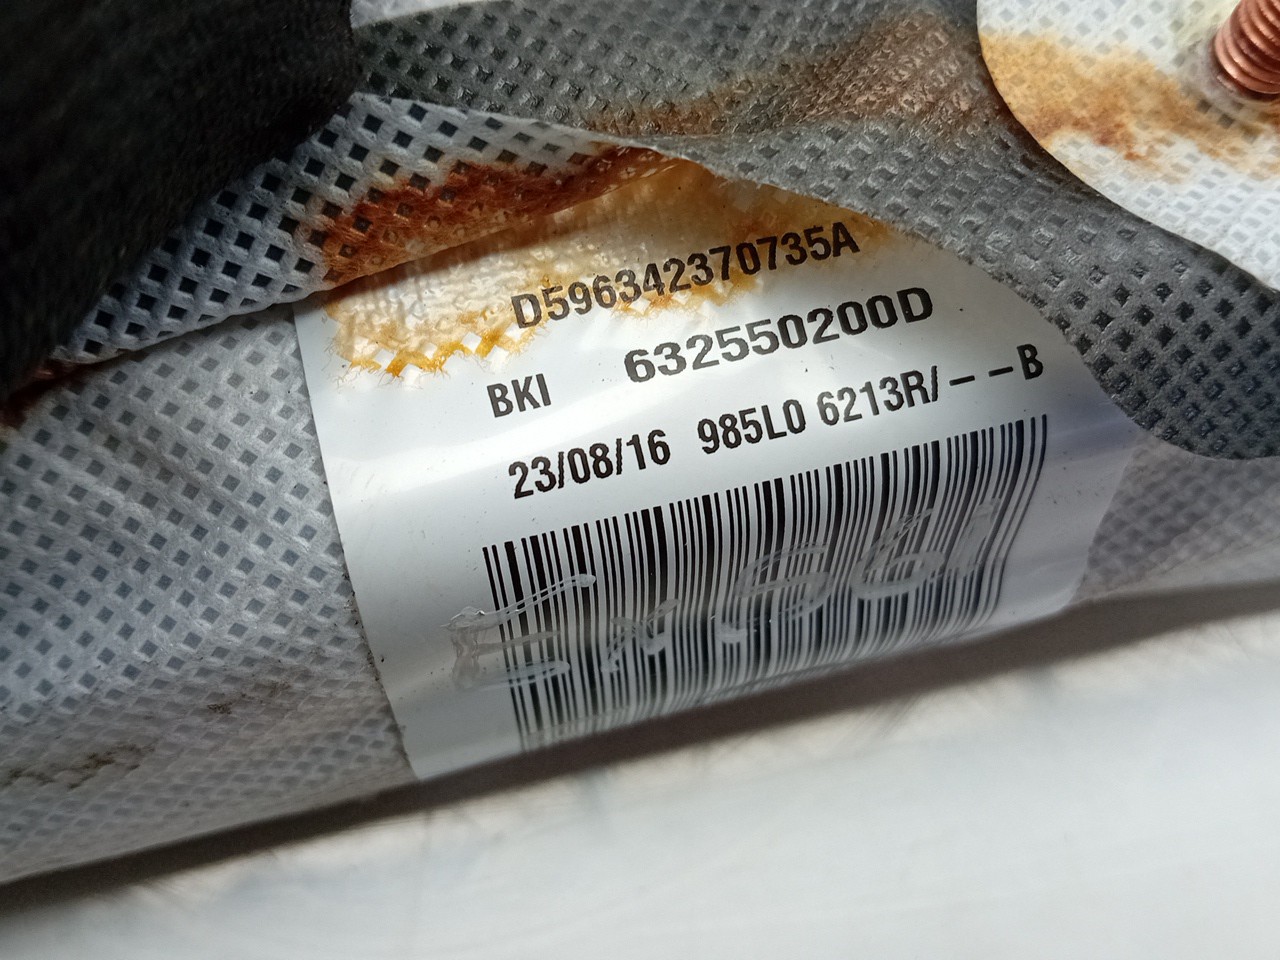 D596342370735A
BKI 632550200D
23/08/16 985L0 6213R/--B